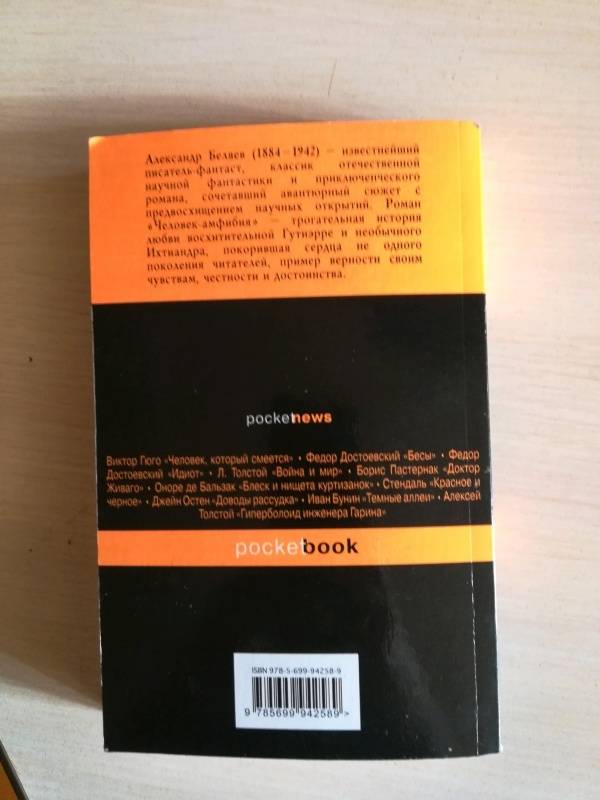 Александр Беляев (1884–1942) – известнейший
писатель-фантаст, классик отечественной
научной фантастики и приключенческого
романа, сочетавший авантюрный сюжет с
предвосхищением научных открытий. Роман
«Человек-амфибия» – трогательная история
любви восхитительной Гутиэрре и необычного
Ихтиандра, покорившая сердца не одного
поколения читателей, пример верности своим
чувствам, честности и достоинства.
pocketnews
Виктор Гюго «Человек, который смеется» • Федор Достоевский «Бесы» • Федор
Достоевский «Идиот» • Л. Толстой «Война и мир» • Борис Пастернак «Доктор
Живаго» • Оноре де Бальзак «Блеск и нищета куртизанок» • Стендаль «Красное и
черное» • Джейн Остен «Доводы рассудка» • Иван Бунин «Темные аллеи» • Алексей
Толстой «Гиперболоид инженера Гарина»
pocketbook
ISBN 978-5-699-94258-9
9 785699 942589 >